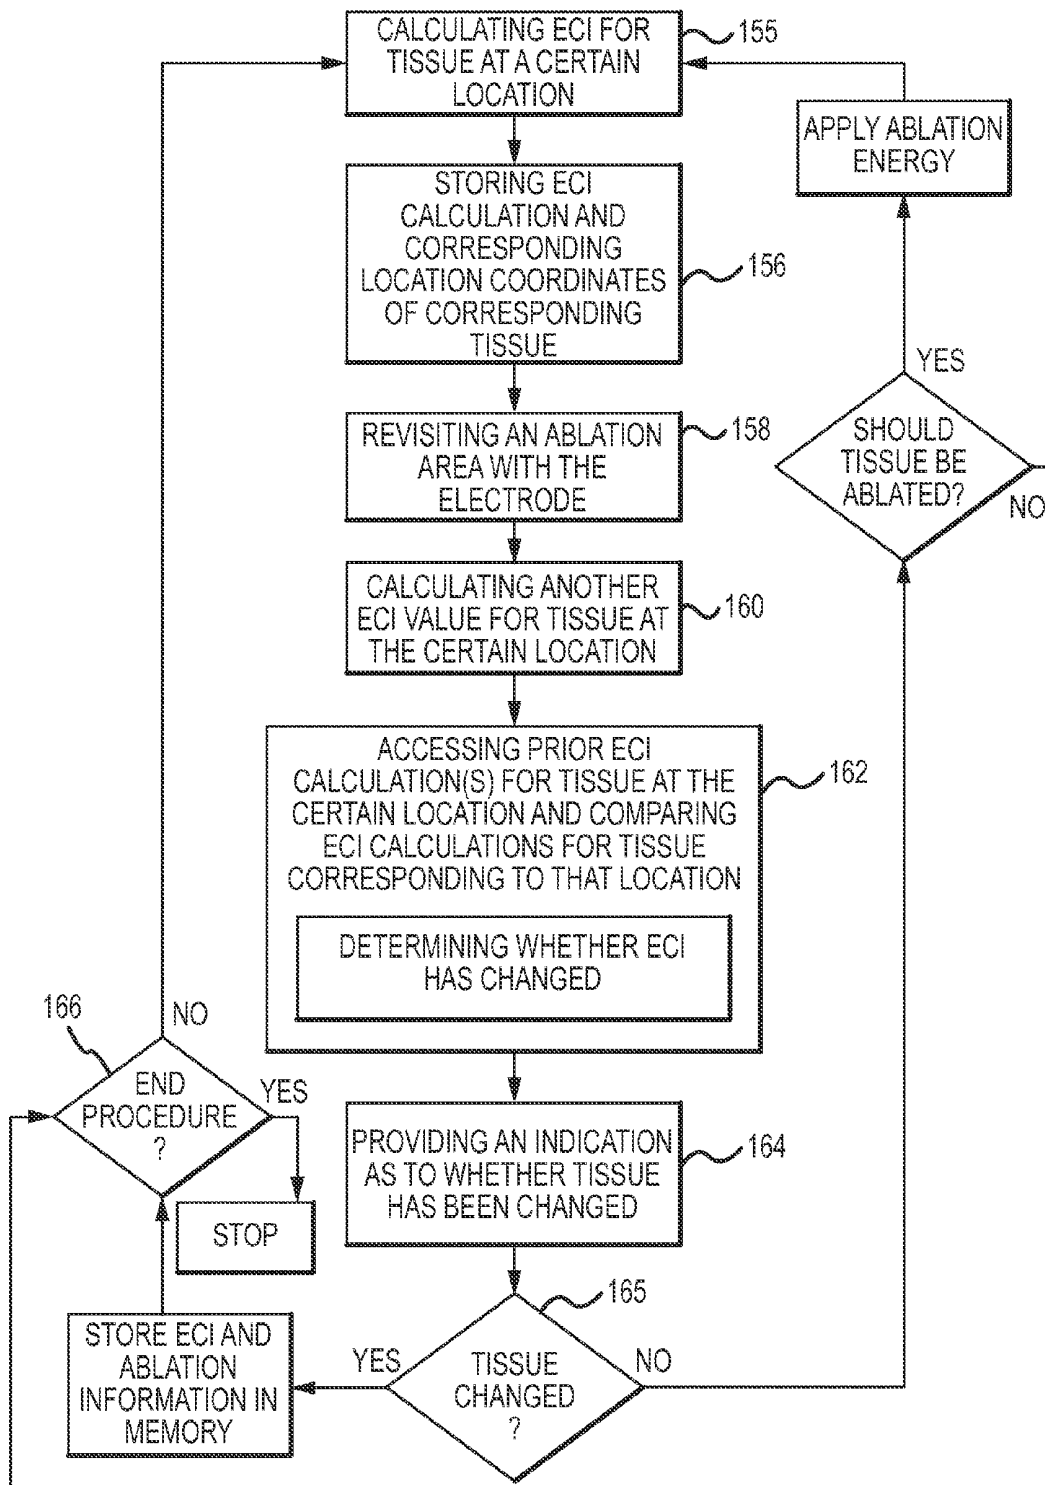 CALCULATING ECI FOR
TISSUE AT A CERTAIN
LOCATION
155
APPLY ABLATION
ENERGY
STORING ECI
CALCULATION AND
CORRESPONDING
LOCATION COORDINATES
OF CORRESPONDING
TISSUE
156
YES
SHOULD
TISSUE BE
ABLATED?
NO
REVISITING AN ABLATION
AREA WITH THE
ELECTRODE
158
CALCULATING ANOTHER
ECI VALUE FOR TISSUE AT
THE CERTAIN LOCATION
160
ACCESSING PRIOR ECI
CALCULATION(S) FOR TISSUE AT THE
CERTAIN LOCATION AND COMPARING
ECI CALCULATIONS FOR TISSUE
CORRESPONDING TO THAT LOCATION
162
DETERMINING WHETHER ECI
HAS CHANGED
166
NO
END
PROCEDURE
?
YES
STOP
PROVIDING AN INDICATION
AS TO WHETHER TISSUE
HAS BEEN CHANGED
164
165
TISSUE
CHANGED
?
YES
NO
STORE ECI AND
ABLATION
INFORMATION IN
MEMORY